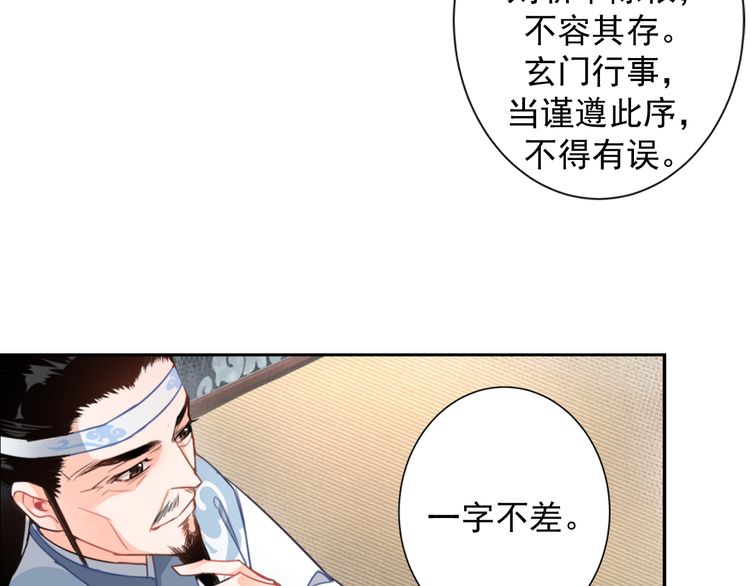 不容其存。
玄门行事，
当谨遵此序，
不得有误。
一字不差。